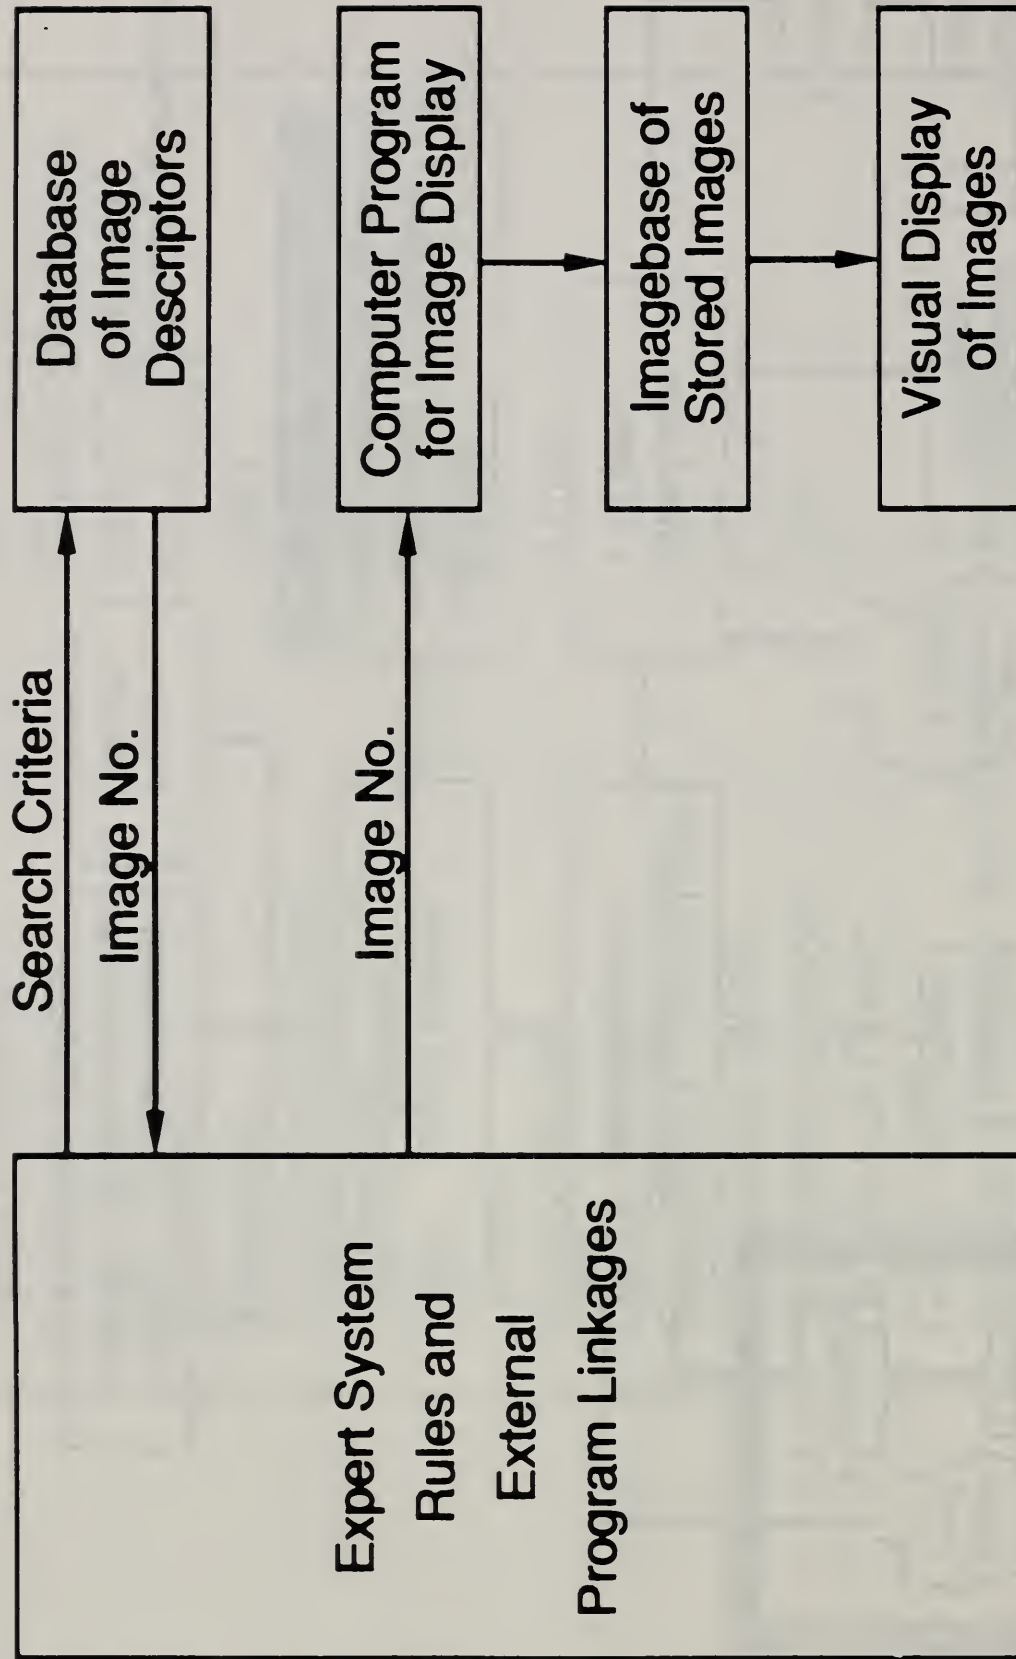 Expert System
Rules and
External
Program Linkages
Search Criteria
Image No.
Image No.
Database
of Image
Descriptors
Computer Program
for Image Display
Imagebase of
Stored Images
Visual Display
of Images